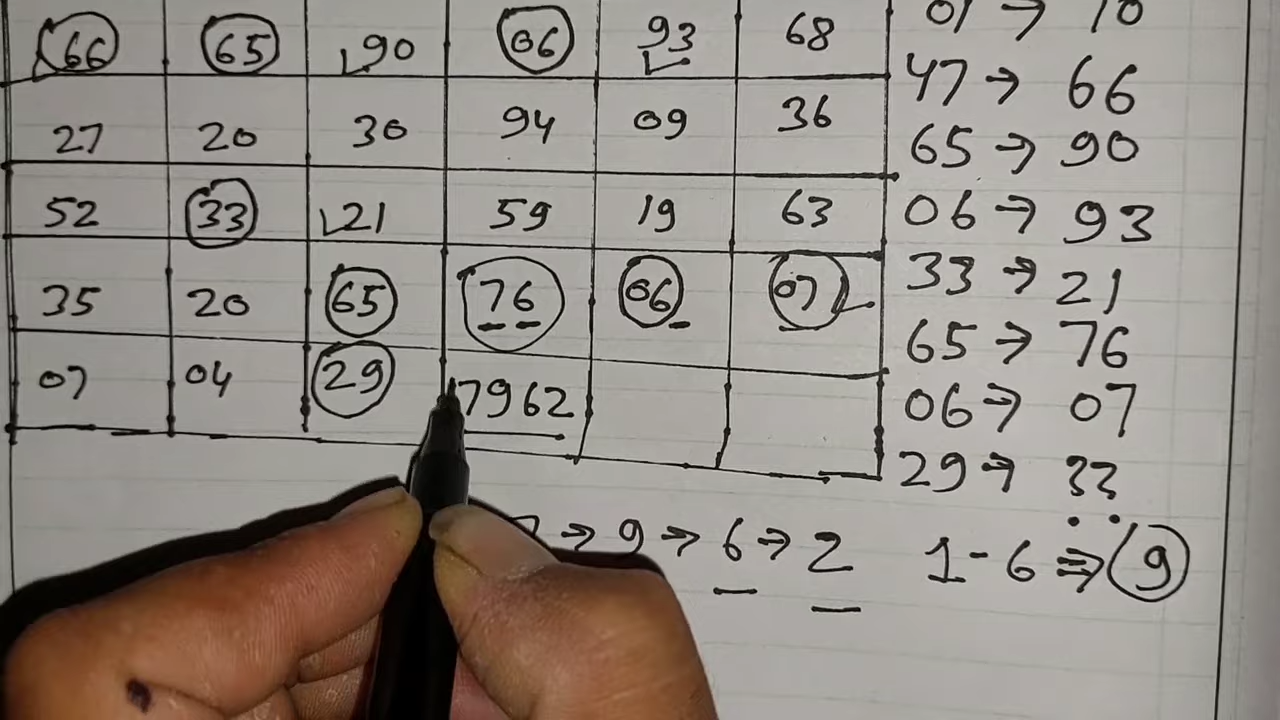 66 65 90 06 93 68
27 20 30 94 09 36
52 33 21 59 19 63
35 20 65 76 06 07
07 04 29 7962
01 → 10
47 → 66
65 → 90
06 → 93
33 → 21
65 → 76
06 → 07
29 → ??
→ 9 → 6 → 2
1 - 6 ⇒ 9